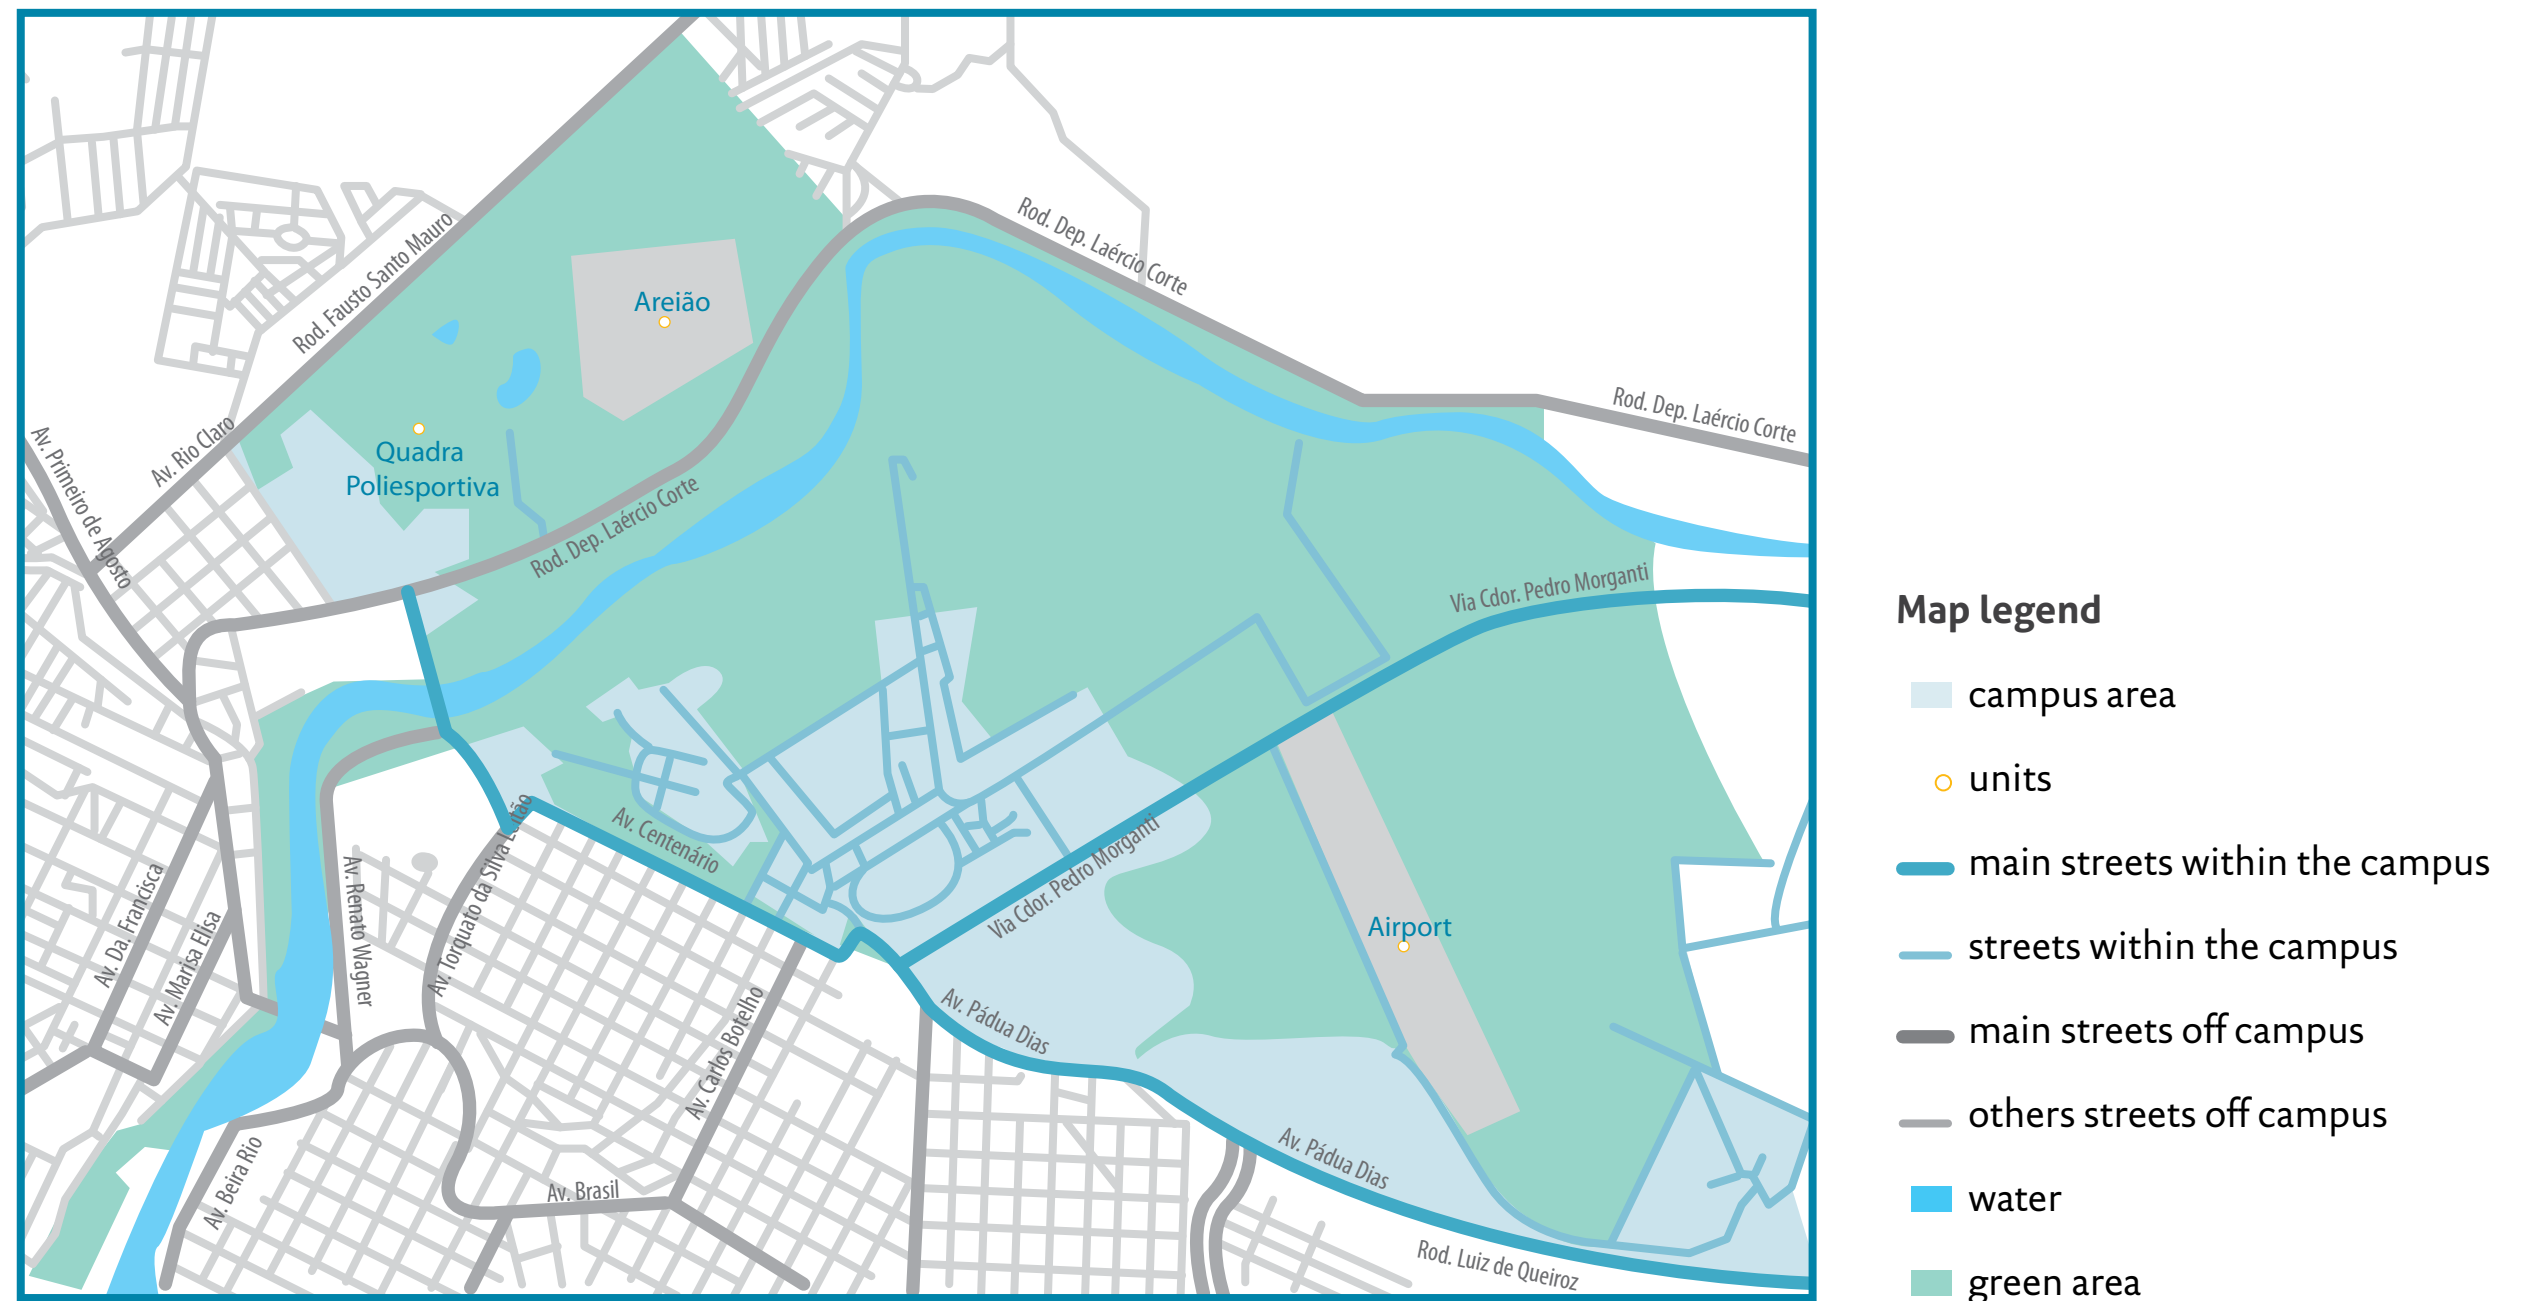 Rod. Dep. Laércio Corte
Rod. Fausto Santo Mauro
Areião
Rod. Dep. Laércio Corte
Av. Rio Claro
Av. Primeiro de Agosto
Quadra
Poliesportiva
Rod. Dep. Laércio Corte
Via Cdor. Pedro Morganti
Av. Centenário
Av. Torquato da Silva Leitão
Via Cdor. Pedro Morganti
Av. Renato Wagner
Av. Da. Francisca
Av. Marisa Elisa
Airport
Av. Pádua Dias
Av. Carlos Botelho
Av. Pádua Dias
Av. Beira Rio
Av. Brasil
Rod. Luiz de Queiroz
Map legend
campus area
units
main streets within the campus
streets within the campus
main streets off campus
others streets off campus
water
green area